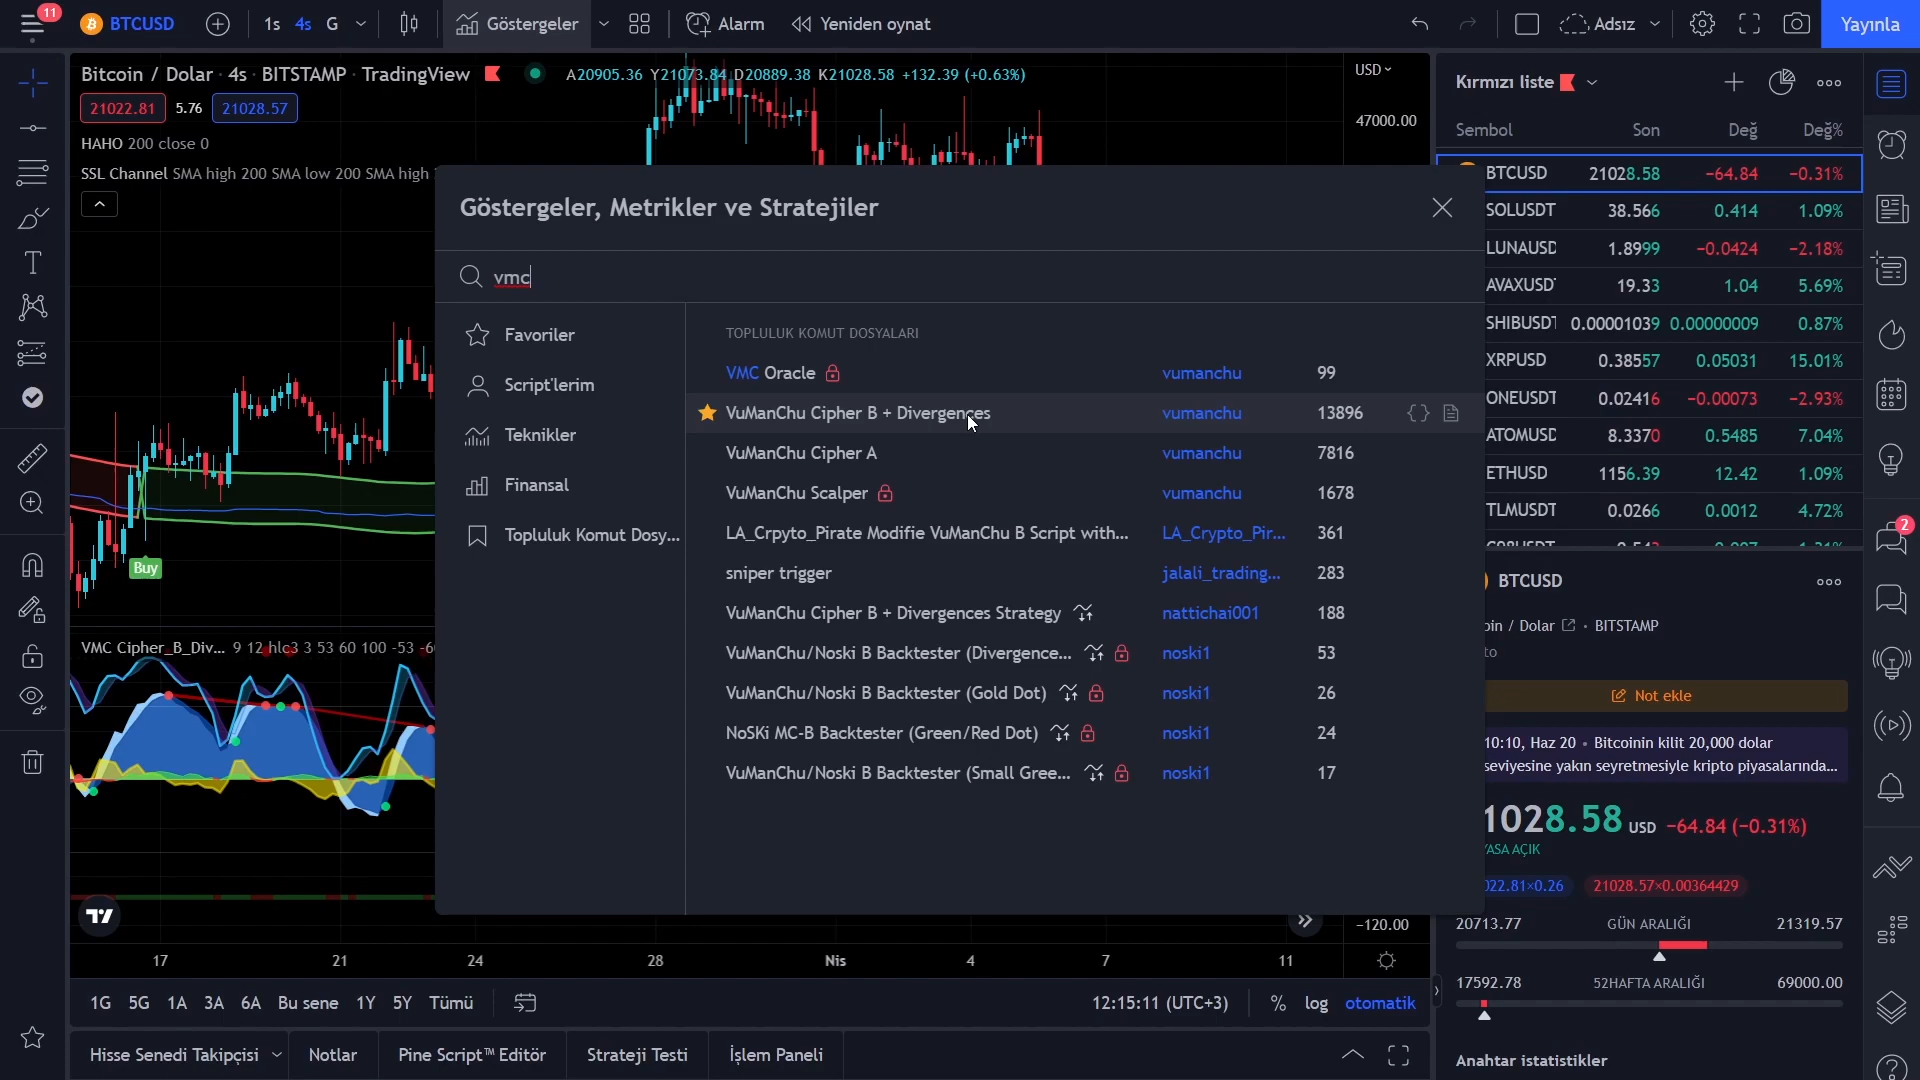 11
BTCUSD
1s 4s G
Göstergeler
Alarm
Yeniden oynat
Adsız
Yayınla
Bitcoin / Dolar · 4s · BITSTAMP · TradingView
A20905.36 Y21073.84 D20889.38 K21028.58 +132.39 (+0.63%)
USD
21022.81 5.76 21028.57
47000.00
HAHO 200 close 0
SSL Channel SMA high 200 SMA low 200 SMA high
Buy
VMC Cipher_B_Div... 9 12 hlc3 3 53 60 100 -53
Göstergeler, Metrikler ve Stratejiler
vmc
Favoriler
Script'lerim
Teknikler
Finansal
Topluluk Komut Dosy...
TOPLULUK KOMUT DOSYALARI
VMC Oracle vumanchu 99
VuManChu Cipher B + Divergences vumanchu 13896
VuManChu Cipher A vumanchu 7816
VuManChu Scalper vumanchu 1678
LA_Crpyto_Pirate Modifie VuManChu B Script with... LA_Crypto_Pir... 361
sniper trigger jalali_trading... 283
VuManChu Cipher B + Divergences Strategy nattichai001 188
VuManChu/Noski B Backtester (Divergence... noski1 53
VuManChu/Noski B Backtester (Gold Dot) noski1 26
NoSKi MC-B Backtester (Green/Red Dot) noski1 24
VuManChu/Noski B Backtester (Small Gree... noski1 17
−120.00
17 21 24 28 Nis 4 7 11
1G 5G 1A 3A 6A Bu sene 1Y 5Y Tümü
12:15:11 (UTC+3) % log otomatik
Hisse Senedi Takipçisi Notlar Pine Script™ Editör Strateji Testi İşlem Paneli
Kırmızı liste
Sembol Son Değ Değ%
BTCUSD 21028.58 −64.84 −0.31%
SOLUSDT 38.566 0.414 1.09%
LUNAUSD 1.8999 −0.0424 −2.18%
AVAXUSD 19.33 1.04 5.69%
SHIBUSDT 0.00001039 0.00000009 0.87%
XRPUSD 0.38557 0.05031 15.01%
ONEUSDT 0.02416 −0.00073 −2.93%
ATOMUSD 8.3370 0.5485 7.04%
ETHUSD 1156.39 12.42 1.09%
TLMUSDT 0.0266 0.0012 4.72%
2
BTCUSD
oin / Dolar · BITSTAMP
to
Not ekle
10:10, Haz 20 • Bitcoinin kilit 20,000 dolar
seviyesine yakın seyretmesiyle kripto piyasalarında...
1028.58 USD −64.84 (−0.31%)
ASA AÇIK
022.81×0.26 21028.57×0.00364429
20713.77 GÜN ARALIĞI 21319.57
17592.78 52HAFTA ARALIĞI 69000.00
Anahtar istatistikler